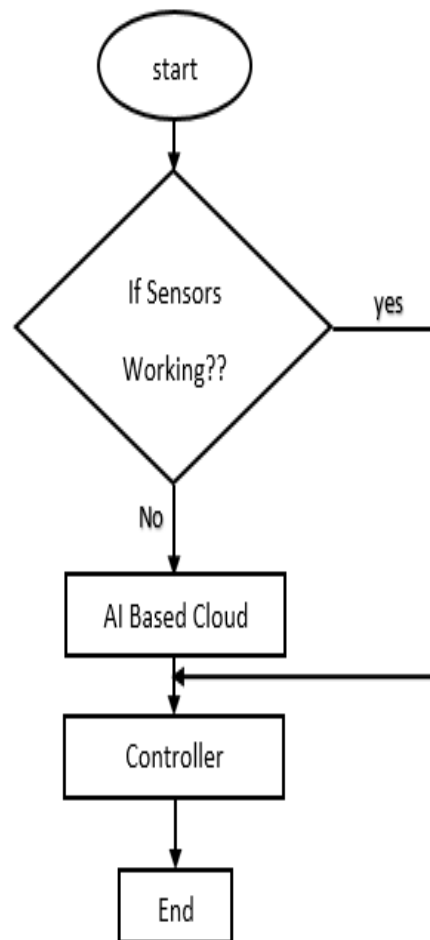 start
If Sensors
Working??
yes
No
AI Based Cloud
Controller
End